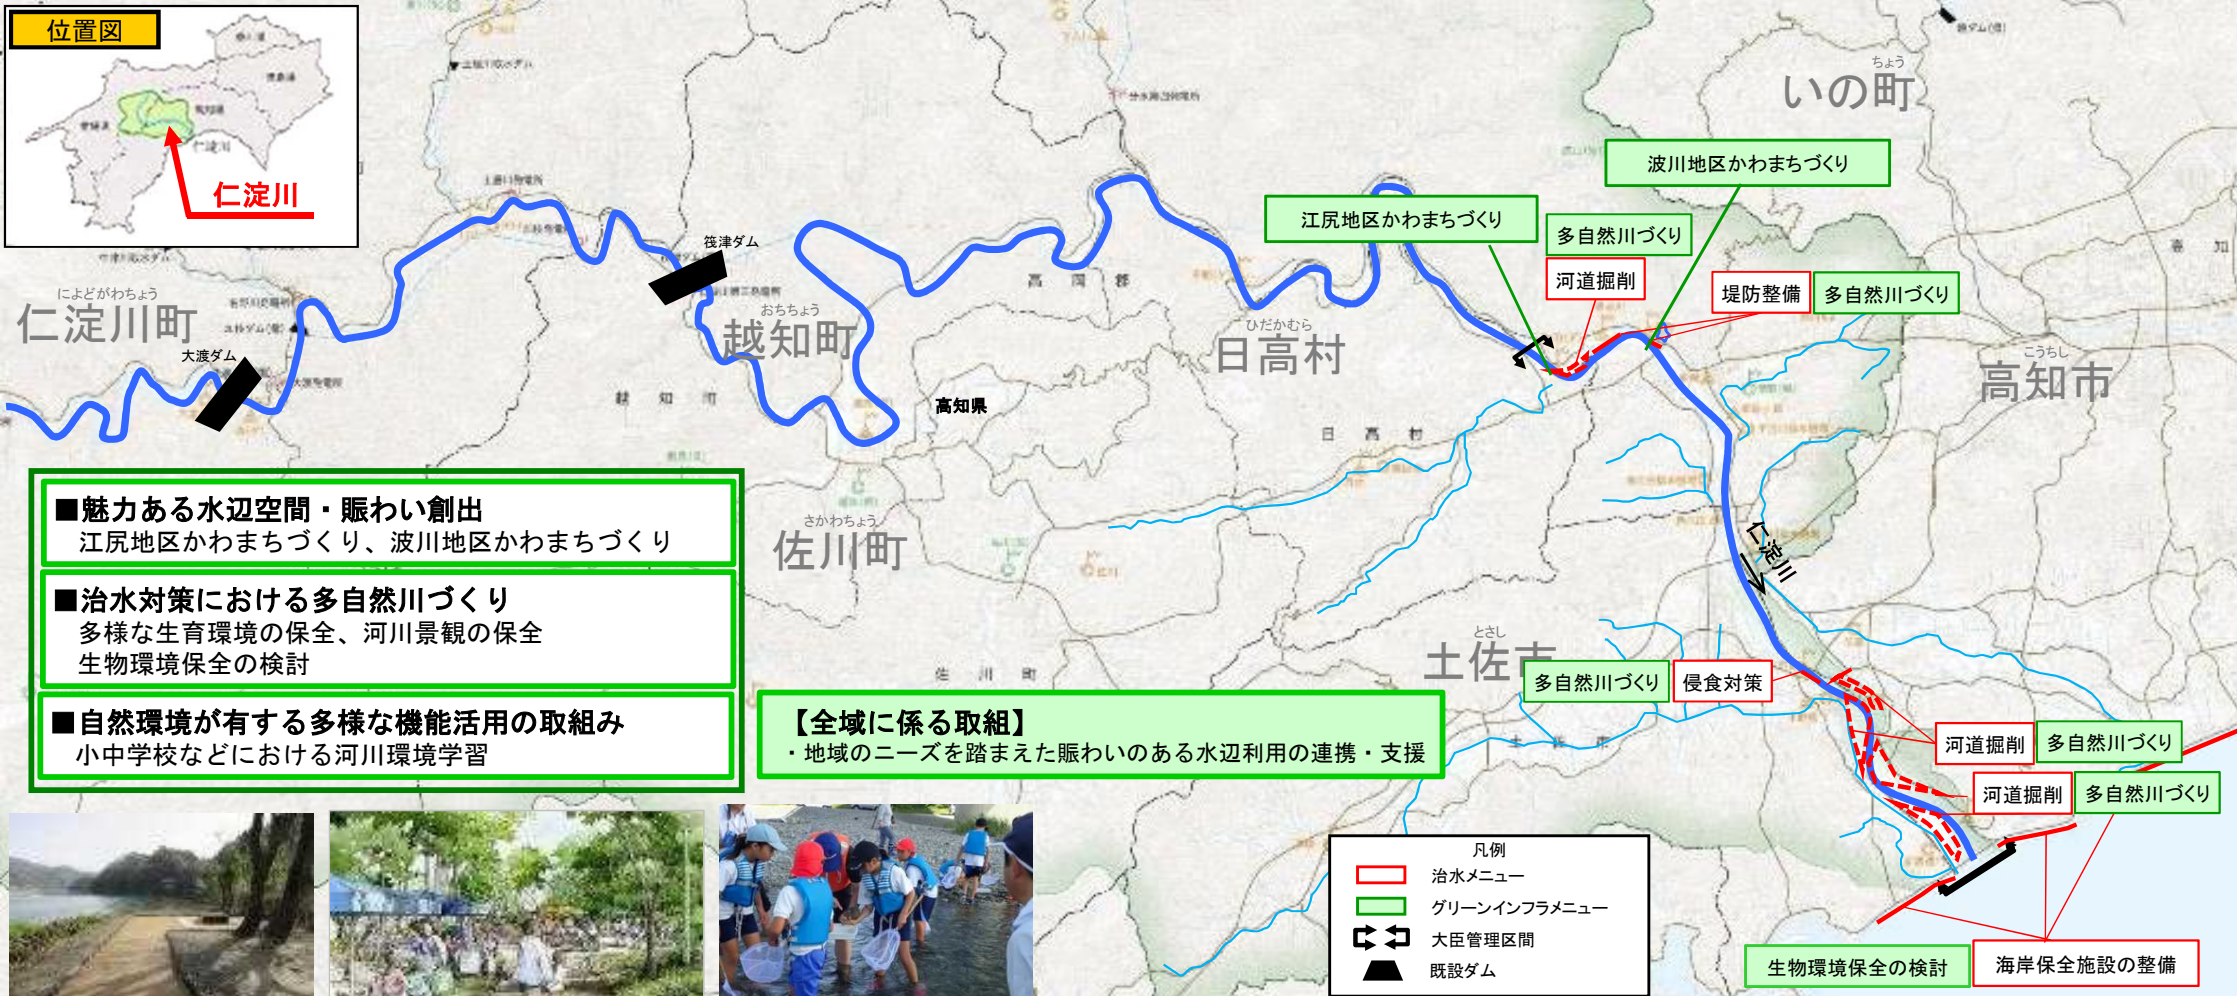 位置図
仁淀川
仁淀川
ちょう
いの町
波川地区かわまちづくり
江尻地区かわまちづくり
多自然川づくり
河道掘削
堤防整備
多自然川づくり
筏津ダム
によどがわちょう
仁淀川町
大渡ダム
おちちょう
越知町
越知町
高岡郡
ひだかむら
日高村
日高村
高知県
こうちし
高知市
さかわちょう
佐川町
佐川町
仁淀川
とさし
土佐市
土佐市
多自然川づくり
侵食対策
河道掘削
多自然川づくり
河道掘削
多自然川づくり
生物環境保全の検討
海岸保全施設の整備
■魅力ある水辺空間・賑わい創出
江尻地区かわまちづくり、波川地区かわまちづくり
■治水対策における多自然川づくり
多様な生育環境の保全、河川景観の保全
生物環境保全の検討
■自然環境が有する多様な機能活用の取組み
小中学校などにおける河川環境学習
【全域に係る取組】
・地域のニーズを踏まえた賑わいのある水辺利用の連携・支援
凡例
治水メニュー
グリーンインフラメニュー
大臣管理区間
既設ダム